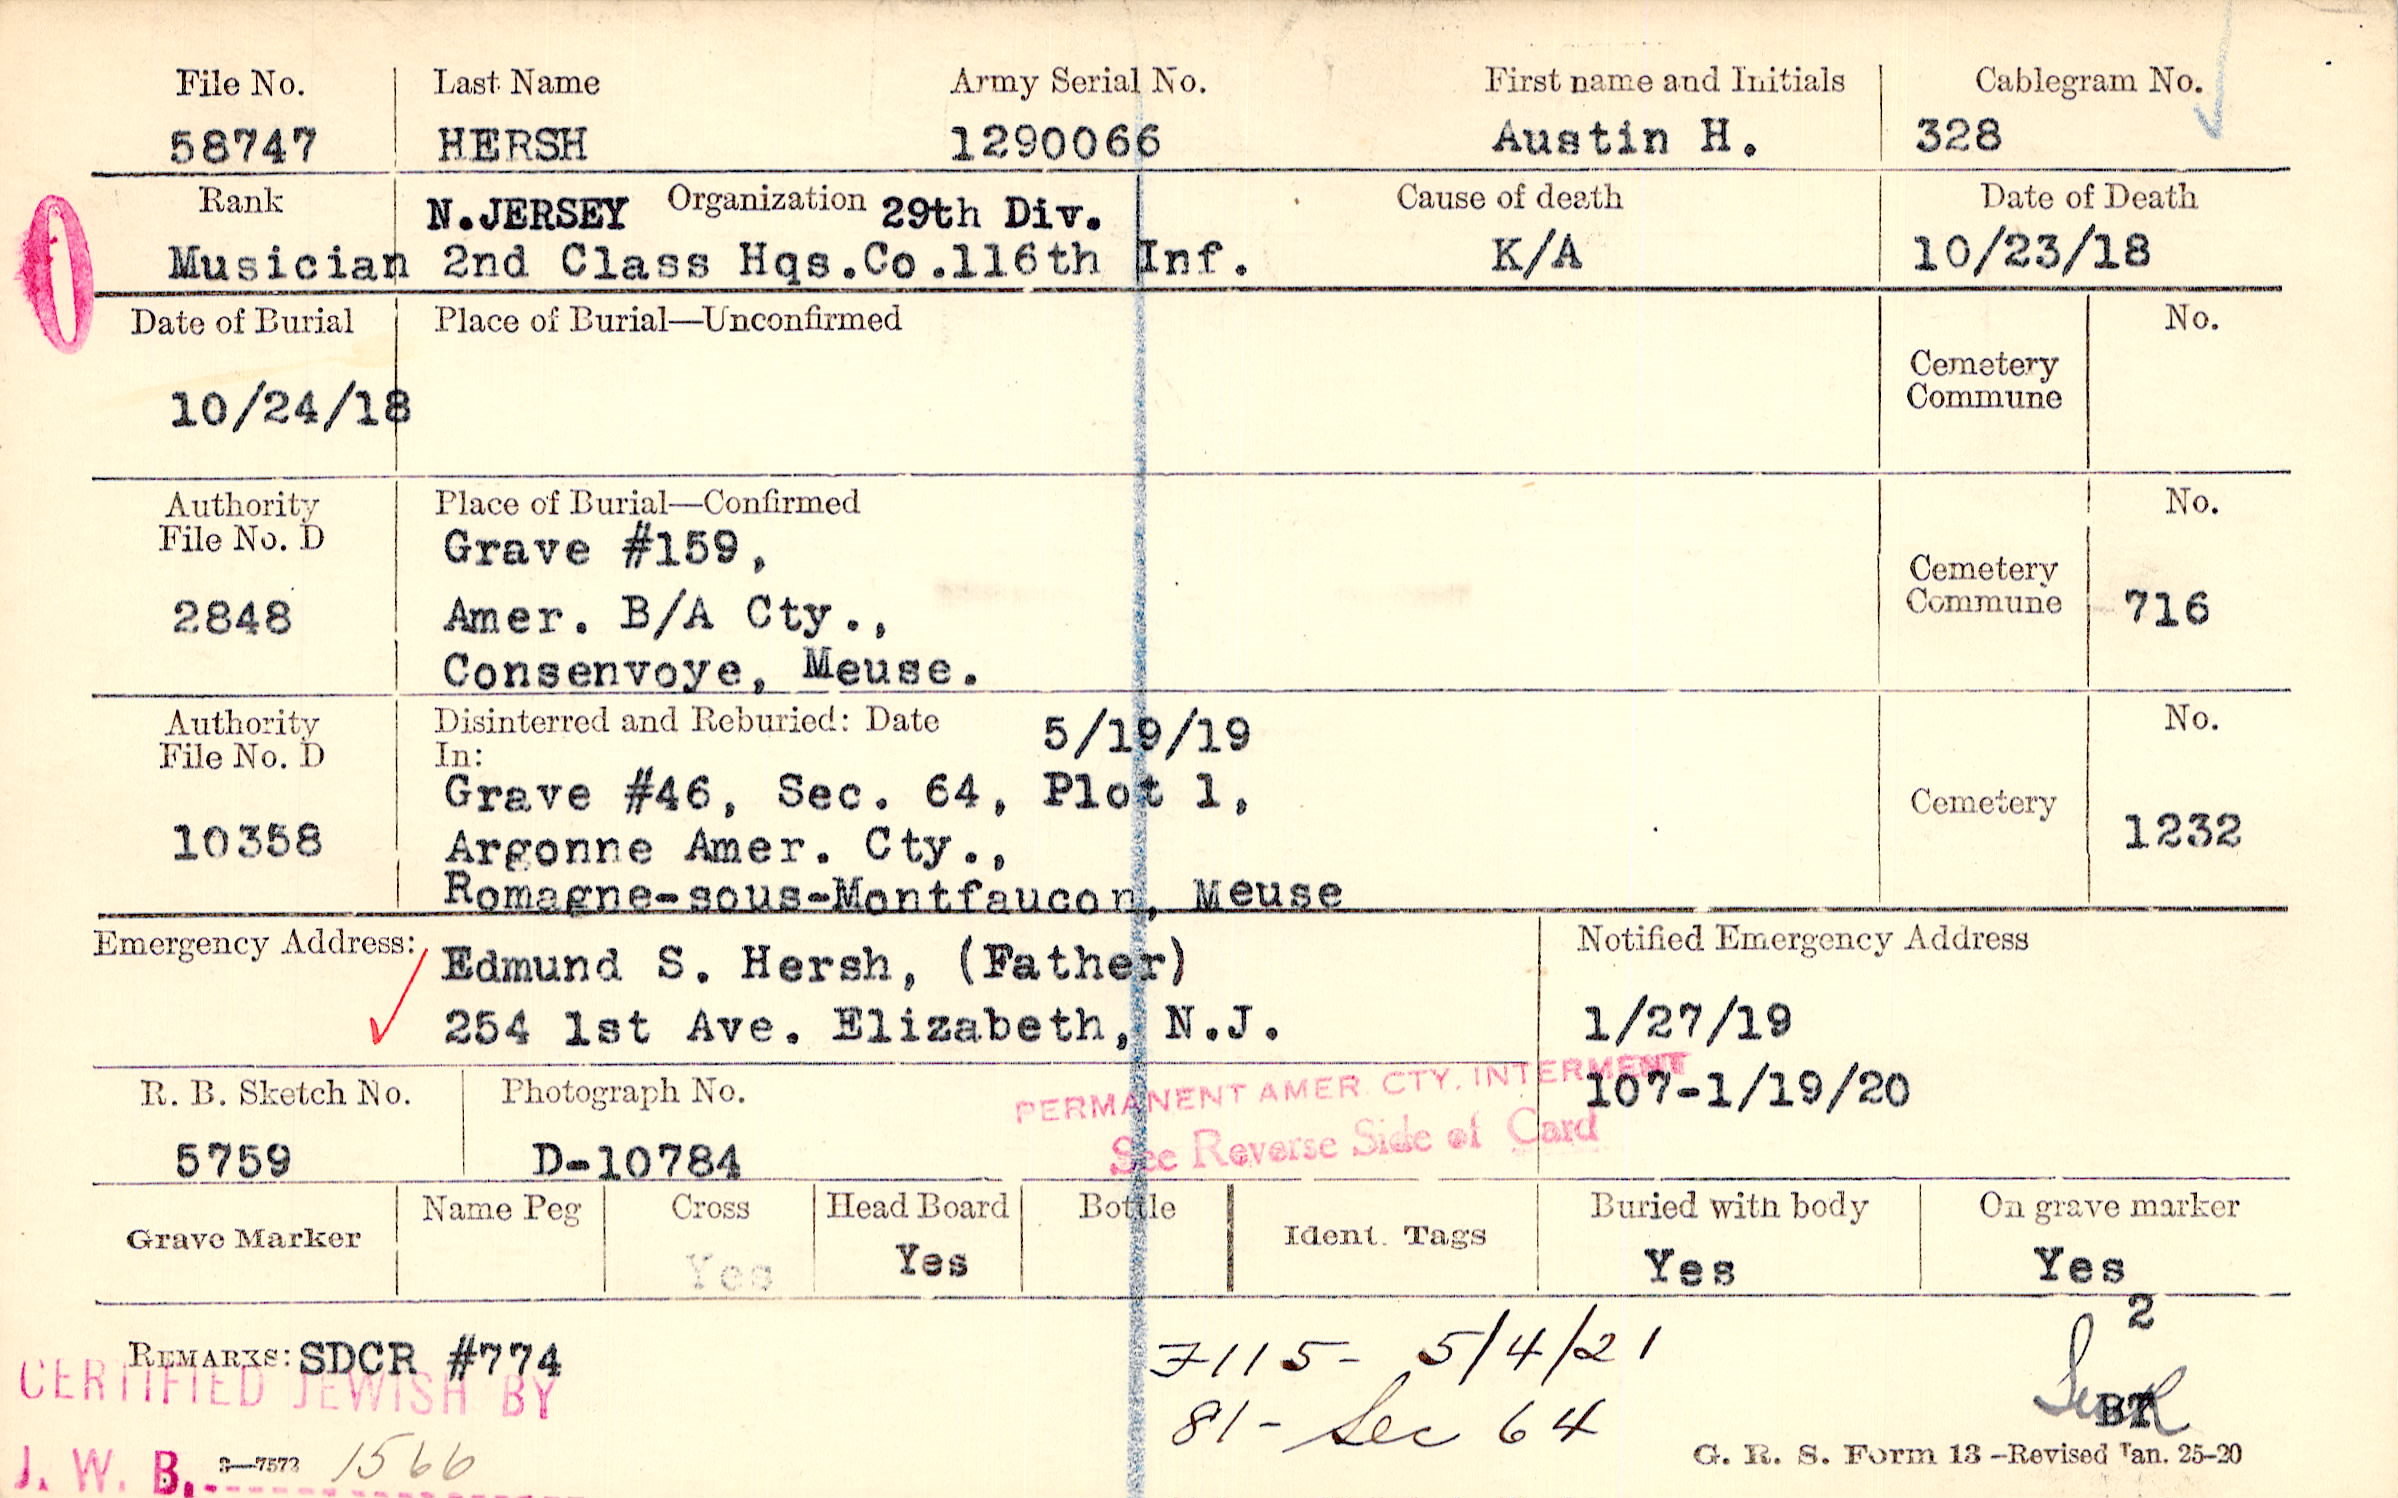 File No. Last Name Army Serial No. First name and Initials Cablegram No.
58747 HERSH 1290066 Austin H. 328
Rank N.JERSEY Organization 29th Div. Cause of death Date of Death
Musician 2nd Class Hqs.Co.116th Inf. K/A 10/23/18
Date of Burial Place of Burial—Unconfirmed No.
Cemetery
Commune
10/24/18
Authority Place of Burial—Confirmed No.
File No. D Grave #159,
Cemetery
2848 Amer. B/A Cty., Commune 716
Consenvoye, Meuse.
Authority Disinterred and Reburied: Date 5/19/19 No.
File No. D In:
Grave #46, Sec. 64, Plot 1,
Cemetery
10358 Argonne Amer. Cty., 1232
Romagne-sous-Montfaucon, Meuse
Emergency Address: Edmund S. Hersh, (Father) Notified Emergency Address
254 1st Ave. Elizabeth, N.J. 1/27/19
R. B. Sketch No. Photograph No. PERMANENT AMER. CTY. INTERMENT 107-1/19/20
5759 D-10784 See Reverse Side of Card
Grave Marker Name Peg Cross Head Board Bottle Ident. Tags Buried with body On grave marker
Yes Yes Yes Yes
2
REMARKS: SDCR #774 7115- 5/4/21
CERTIFIED JEWISH BY 81- Sec 64 BT
J. W. B. 3—7572 1566 G. R. S. Form 13 -Revised Jan. 25-20